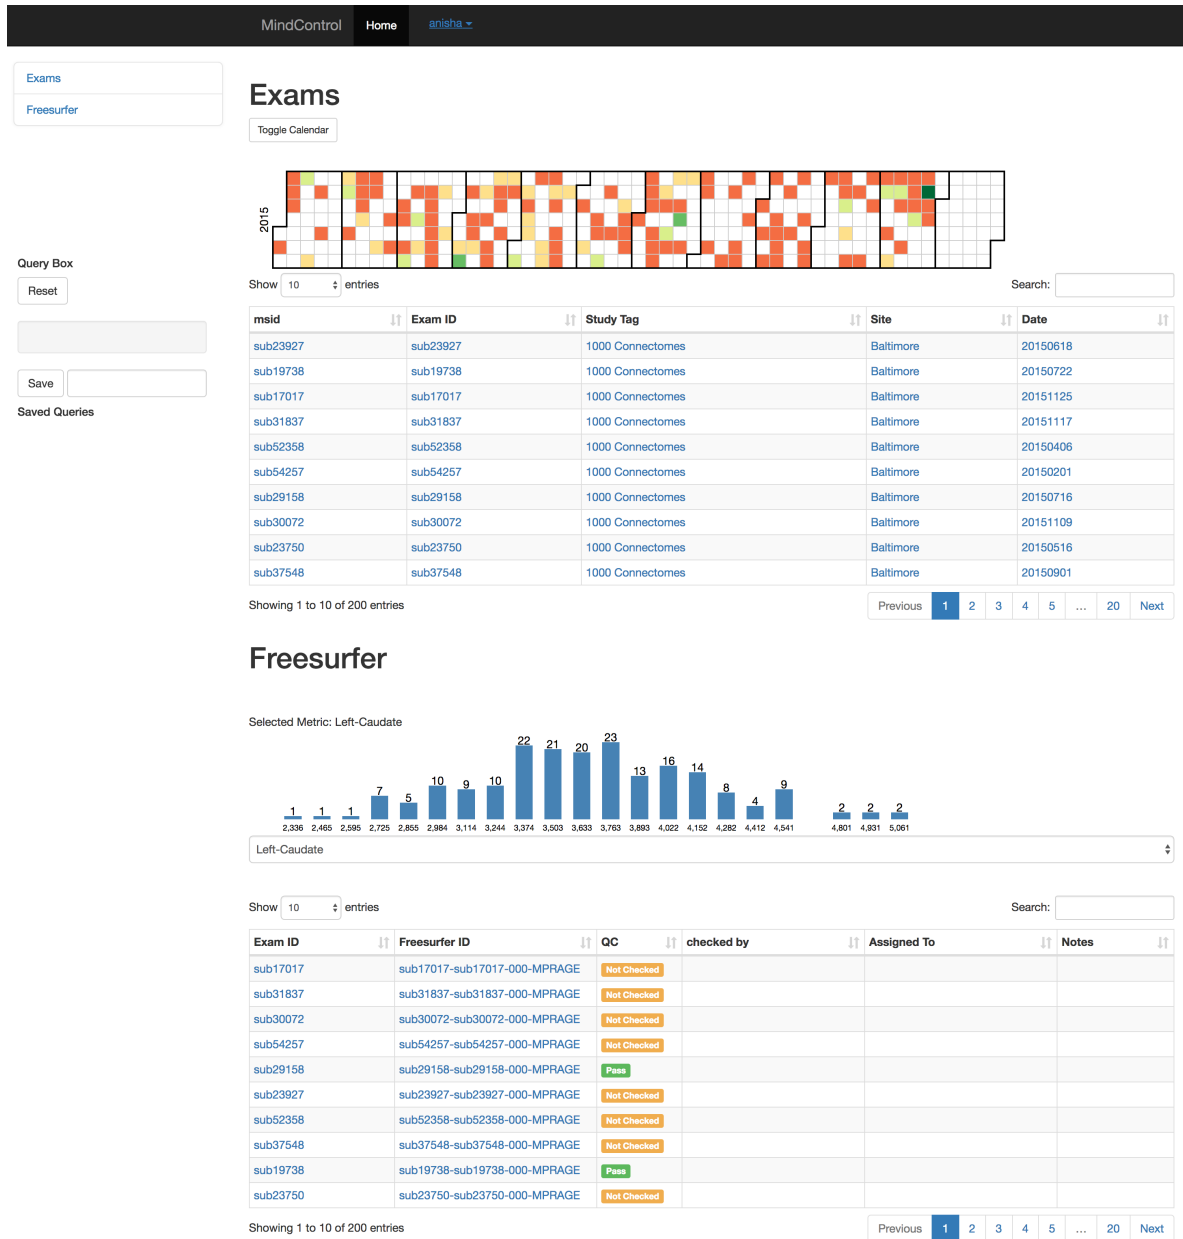 MindControl Home anisha
Exams
Freesurfer
Exams
Toggle Calendar
2015
Query Box
Reset
Save
Saved Queries
Show 10 entries Search:
msid Exam ID Study Tag Site Date
sub23927 sub23927 1000 Connectomes Baltimore 20150618
sub19738 sub19738 1000 Connectomes Baltimore 20150722
sub17017 sub17017 1000 Connectomes Baltimore 20151125
sub31837 sub31837 1000 Connectomes Baltimore 20151117
sub52358 sub52358 1000 Connectomes Baltimore 20150406
sub54257 sub54257 1000 Connectomes Baltimore 20150201
sub29158 sub29158 1000 Connectomes Baltimore 20150716
sub30072 sub30072 1000 Connectomes Baltimore 20151109
sub23750 sub23750 1000 Connectomes Baltimore 20150516
sub37548 sub37548 1000 Connectomes Baltimore 20150901
Showing 1 to 10 of 200 entries Previous 1 2 3 4 5 … 20 Next
Freesurfer
Selected Metric: Left-Caudate
1 1 1 7 5 10 9 10 22 21 20 23 13 16 14 8 4 9 2 2 2
2,336 2,465 2,595 2,725 2,855 2,984 3,114 3,244 3,374 3,503 3,633 3,763 3,893 4,022 4,152 4,282 4,412 4,541 4,801 4,931 5,061
Left-Caudate
Show 10 entries Search:
Exam ID Freesurfer ID QC checked by Assigned To Notes
sub17017 sub17017-sub17017-000-MPRAGE Not Checked
sub31837 sub31837-sub31837-000-MPRAGE Not Checked
sub30072 sub30072-sub30072-000-MPRAGE Not Checked
sub54257 sub54257-sub54257-000-MPRAGE Not Checked
sub29158 sub29158-sub29158-000-MPRAGE Pass
sub23927 sub23927-sub23927-000-MPRAGE Not Checked
sub52358 sub52358-sub52358-000-MPRAGE Not Checked
sub37548 sub37548-sub37548-000-MPRAGE Not Checked
sub19738 sub19738-sub19738-000-MPRAGE Pass
sub23750 sub23750-sub23750-000-MPRAGE Not Checked
Showing 1 to 10 of 200 entries Previous 1 2 3 4 5 … 20 Next